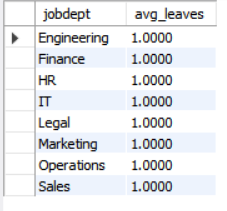 jobdept avg_leaves
Engineering 1.0000
Finance 1.0000
HR 1.0000
IT 1.0000
Legal 1.0000
Marketing 1.0000
Operations 1.0000
Sales 1.0000